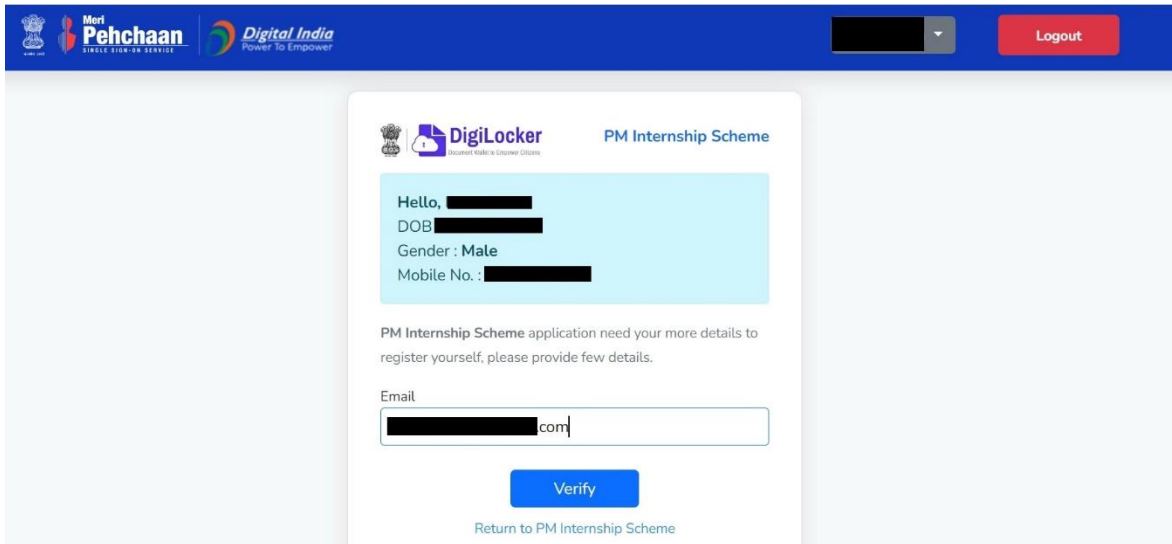 Meri
Pehchaan
SINGLE SIGN-ON SERVICE
Digital India
Power To Empower
Logout
DigiLocker
Document Wallet to Empower Citizens
PM Internship Scheme
Hello,
DOB
Gender : Male
Mobile No. :
PM Internship Scheme application need your more details to
register yourself, please provide few details.
Email
.com
Verify
Return to PM Internship Scheme